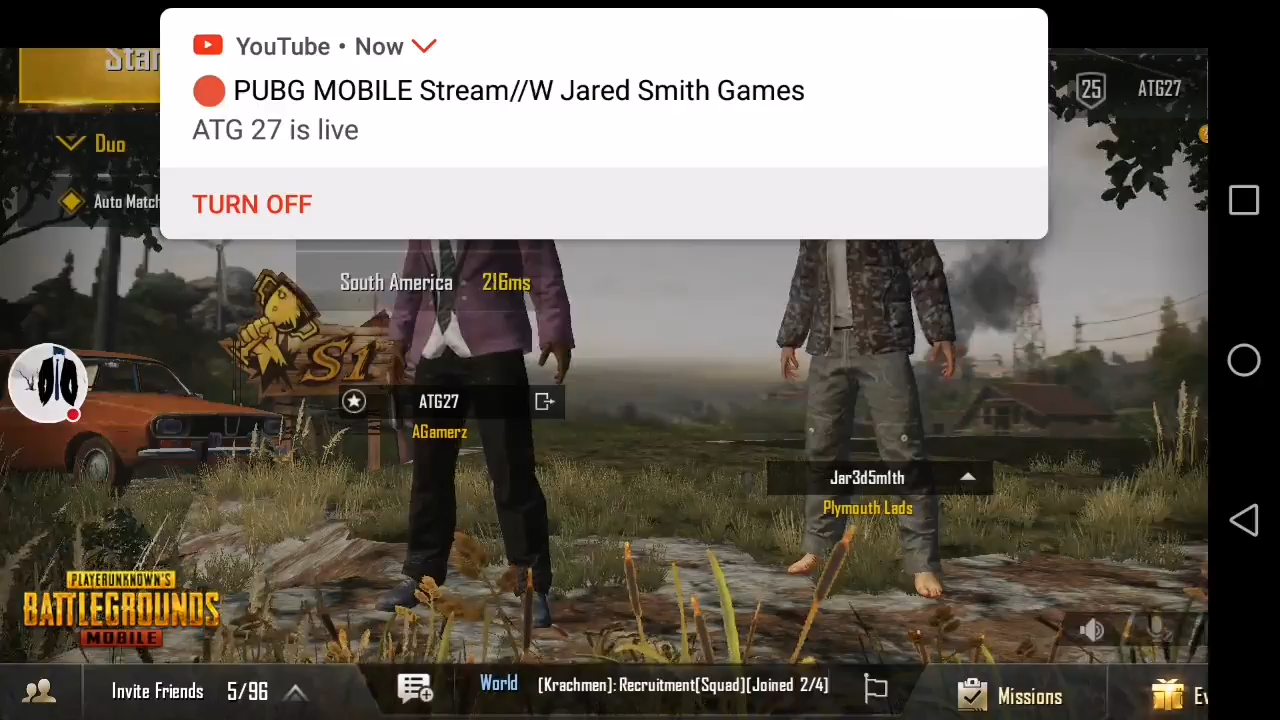 YouTube • Now
PUBG MOBILE Stream//W Jared Smith Games
ATG 27 is live
TURN OFF
25
ATG27
Duo
Auto Match
South America 216ms
S1
ATG27
AGamerz
Jar3d5m1th
Plymouth Lads
PLAYERUNKNOWN'S
BATTLEGROUNDS
MOBILE
Invite Friends 5/96
World [Krachmen]: Recruitment[Squad][Joined 2/4]
Missions